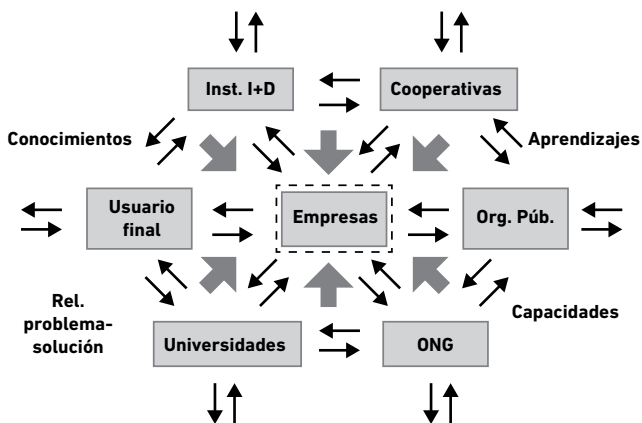 Inst. I+D
Cooperativas
Conocimientos
Aprendizajes
Usuario
final
Empresas
Org. Púb.
Rel.
problema-
solución
Capacidades
Universidades
ONG